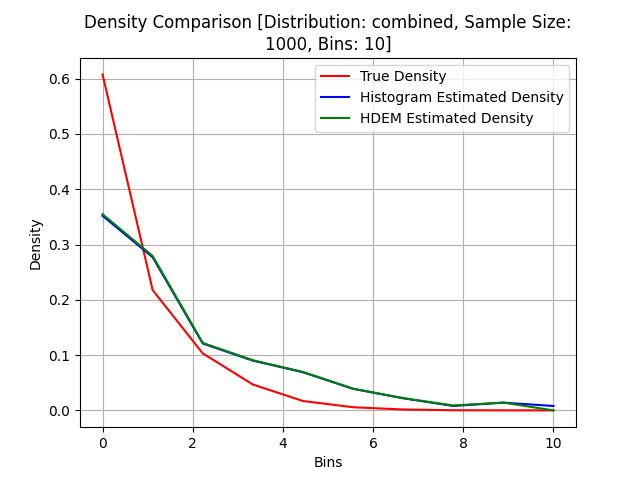 Density Comparison [Distribution: combined, Sample Size:
1000, Bins: 10]
True Density
Histogram Estimated Density
HDEM Estimated Density
Density
0.6
0.5
0.4
0.3
0.2
0.1
0.0
0 2 4 6 8 10
Bins